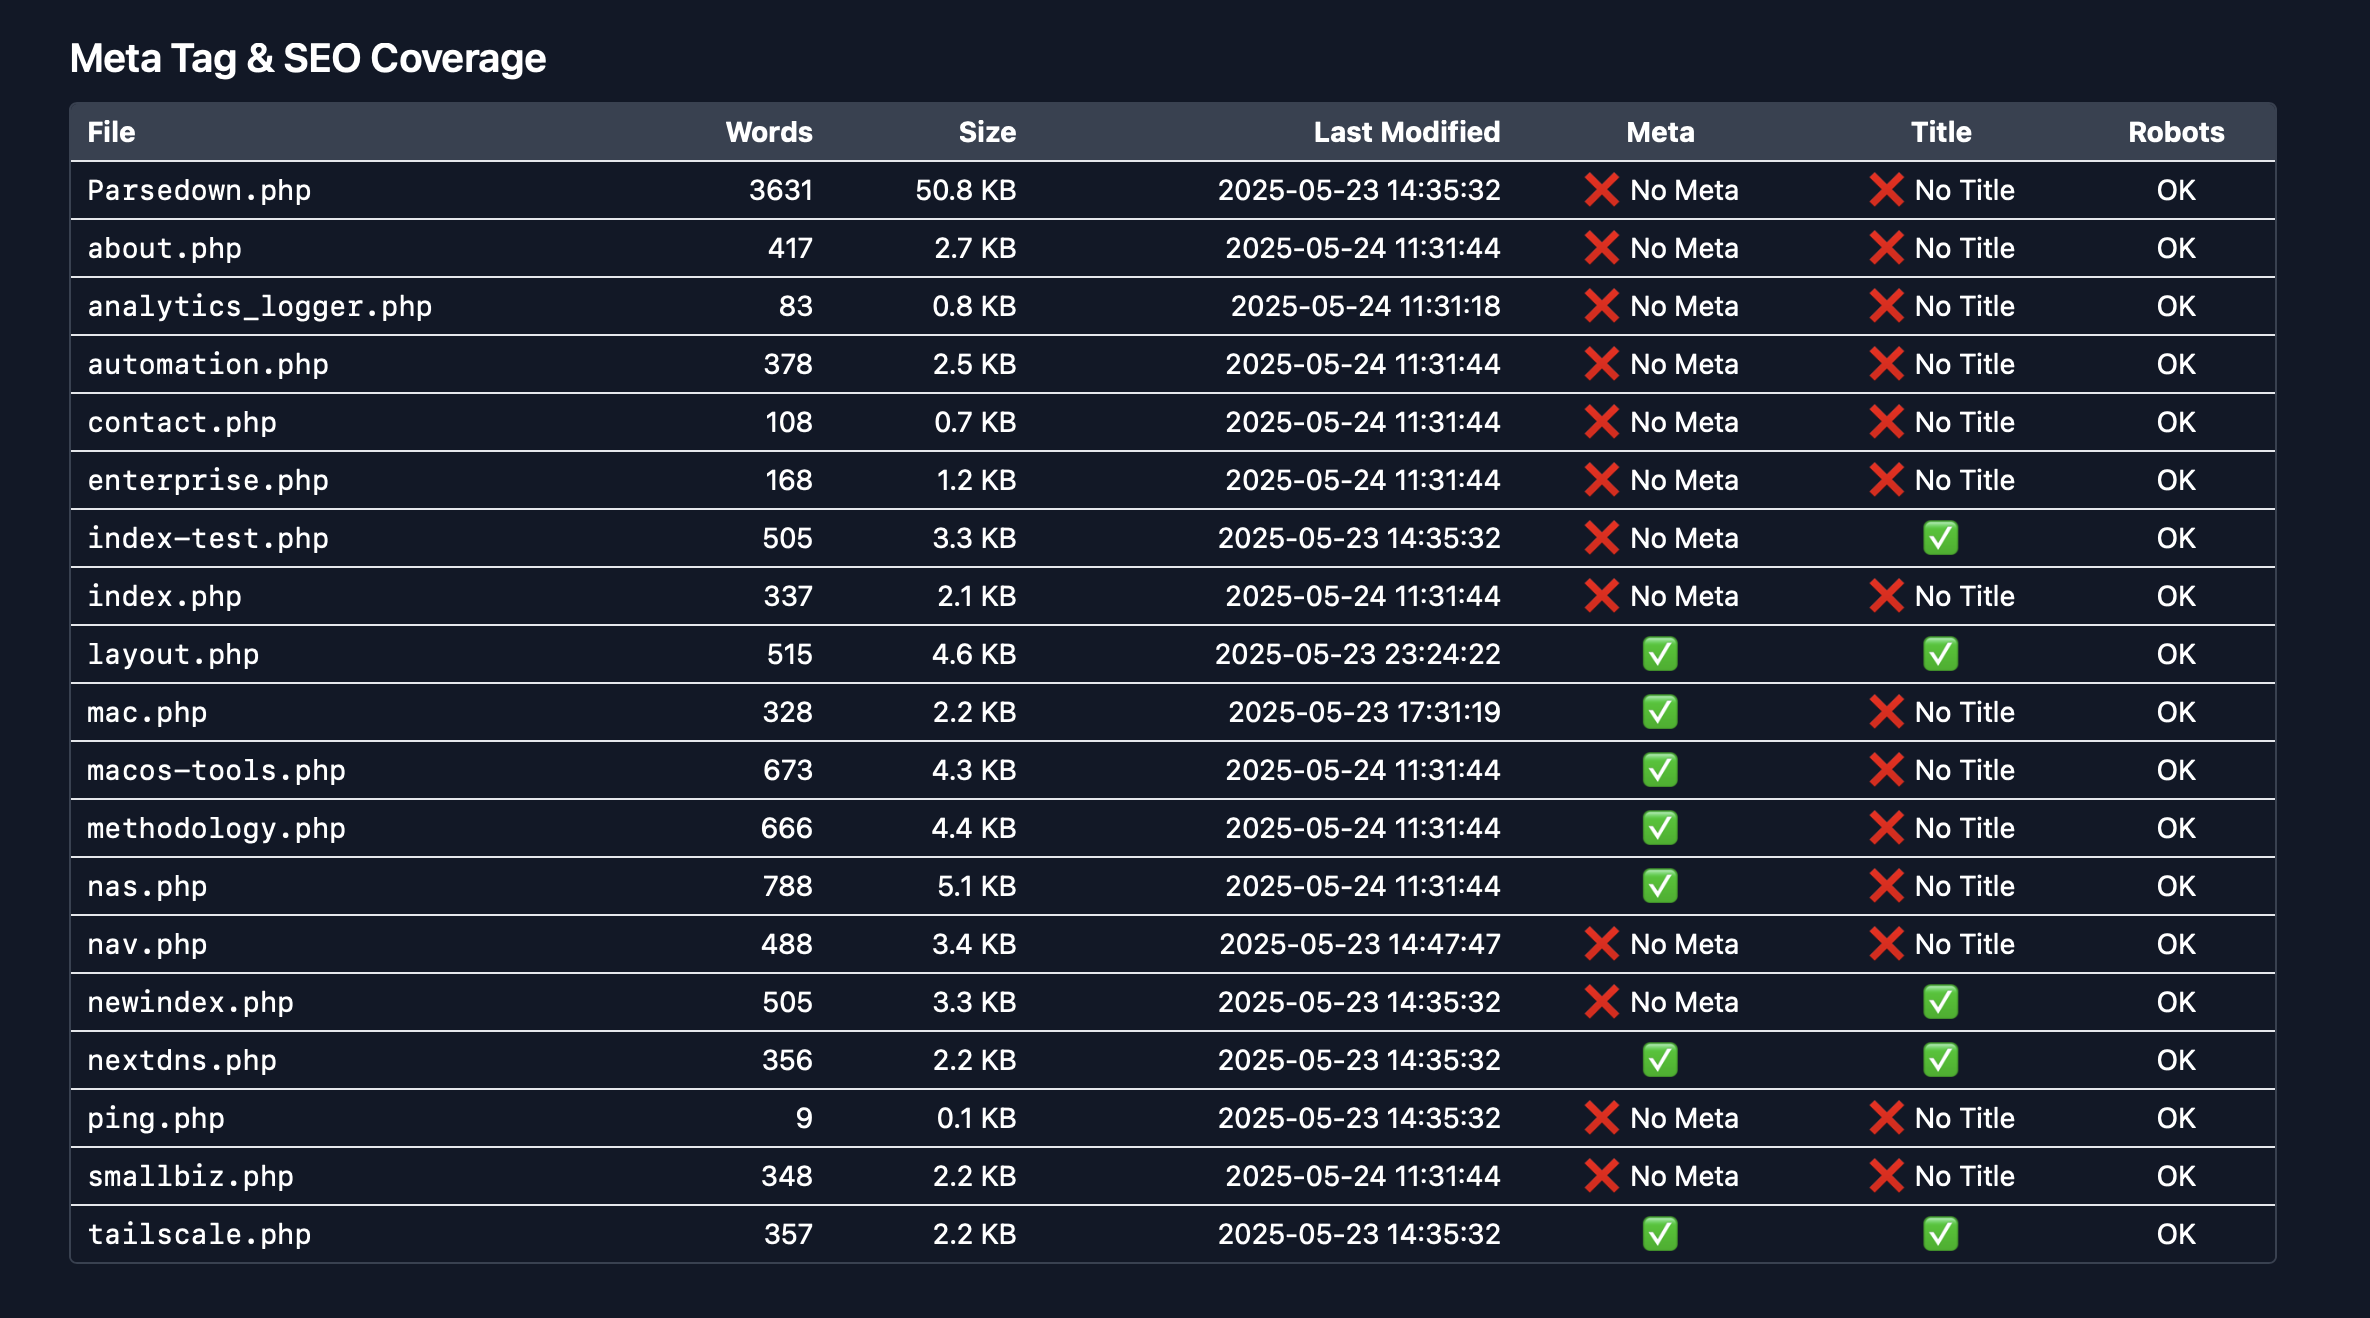 Meta Tag & SEO Coverage
File Words Size Last Modified Meta Title Robots
Parsedown.php 3631 50.8 KB 2025-05-23 14:35:32 ❌ No Meta ❌ No Title OK
about.php 417 2.7 KB 2025-05-24 11:31:44 ❌ No Meta ❌ No Title OK
analytics_logger.php 83 0.8 KB 2025-05-24 11:31:18 ❌ No Meta ❌ No Title OK
automation.php 378 2.5 KB 2025-05-24 11:31:44 ❌ No Meta ❌ No Title OK
contact.php 108 0.7 KB 2025-05-24 11:31:44 ❌ No Meta ❌ No Title OK
enterprise.php 168 1.2 KB 2025-05-24 11:31:44 ❌ No Meta ❌ No Title OK
index-test.php 505 3.3 KB 2025-05-23 14:35:32 ❌ No Meta ✅ OK
index.php 337 2.1 KB 2025-05-24 11:31:44 ❌ No Meta ❌ No Title OK
layout.php 515 4.6 KB 2025-05-23 23:24:22 ✅ ✅ OK
mac.php 328 2.2 KB 2025-05-23 17:31:19 ✅ ❌ No Title OK
macos-tools.php 673 4.3 KB 2025-05-24 11:31:44 ✅ ❌ No Title OK
methodology.php 666 4.4 KB 2025-05-24 11:31:44 ✅ ❌ No Title OK
nas.php 788 5.1 KB 2025-05-24 11:31:44 ✅ ❌ No Title OK
nav.php 488 3.4 KB 2025-05-23 14:47:47 ❌ No Meta ❌ No Title OK
newindex.php 505 3.3 KB 2025-05-23 14:35:32 ❌ No Meta ✅ OK
nextdns.php 356 2.2 KB 2025-05-23 14:35:32 ✅ ✅ OK
ping.php 9 0.1 KB 2025-05-23 14:35:32 ❌ No Meta ❌ No Title OK
smallbiz.php 348 2.2 KB 2025-05-24 11:31:44 ❌ No Meta ❌ No Title OK
tailscale.php 357 2.2 KB 2025-05-23 14:35:32 ✅ ✅ OK